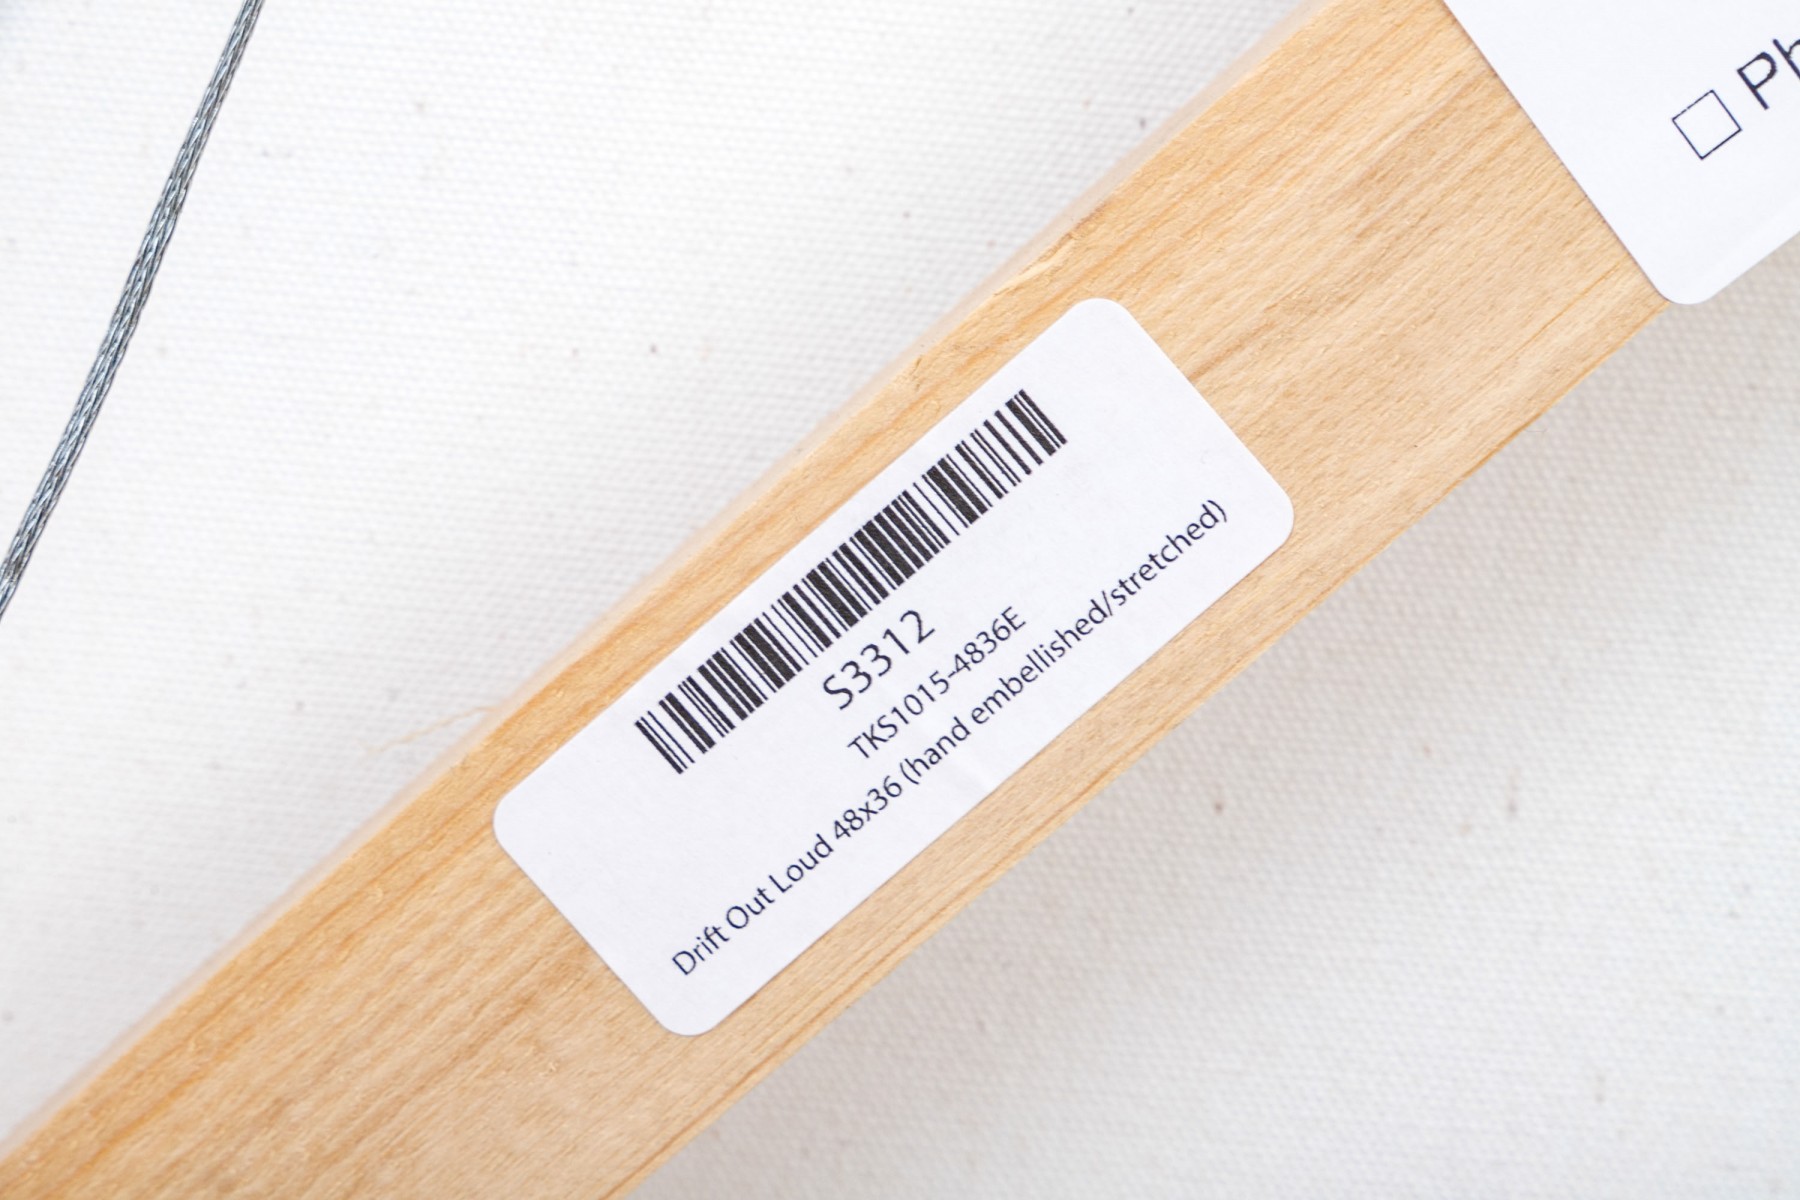 S3312
TKS1015-4836E
Drift Out Loud 48x36 (hand embellished/stretched)